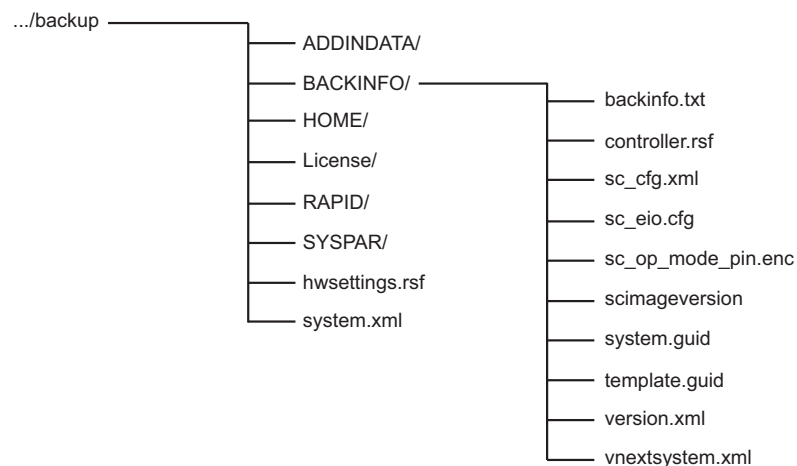 .../backup
ADDINDATA/
BACKINFO/
HOME/
License/
RAPID/
SYSPAR/
hwsettings.rsf
system.xml
backinfo.txt
controller.rsf
sc_cfg.xml
sc_eio.cfg
sc_op_mode_pin.enc
scimageversion
system.guid
template.guid
version.xml
vnextsystem.xml